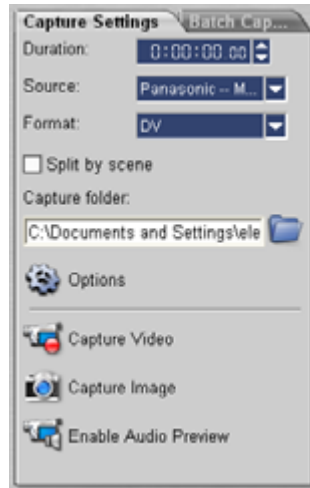 Capture Settings Batch Cap...
Duration: 0:00:00 00
Source: Panasonic -- M...
Format: DV
Split by scene
Capture folder:
C:\Documents and Settings\ele
Options
Capture Video
Capture Image
Enable Audio Preview